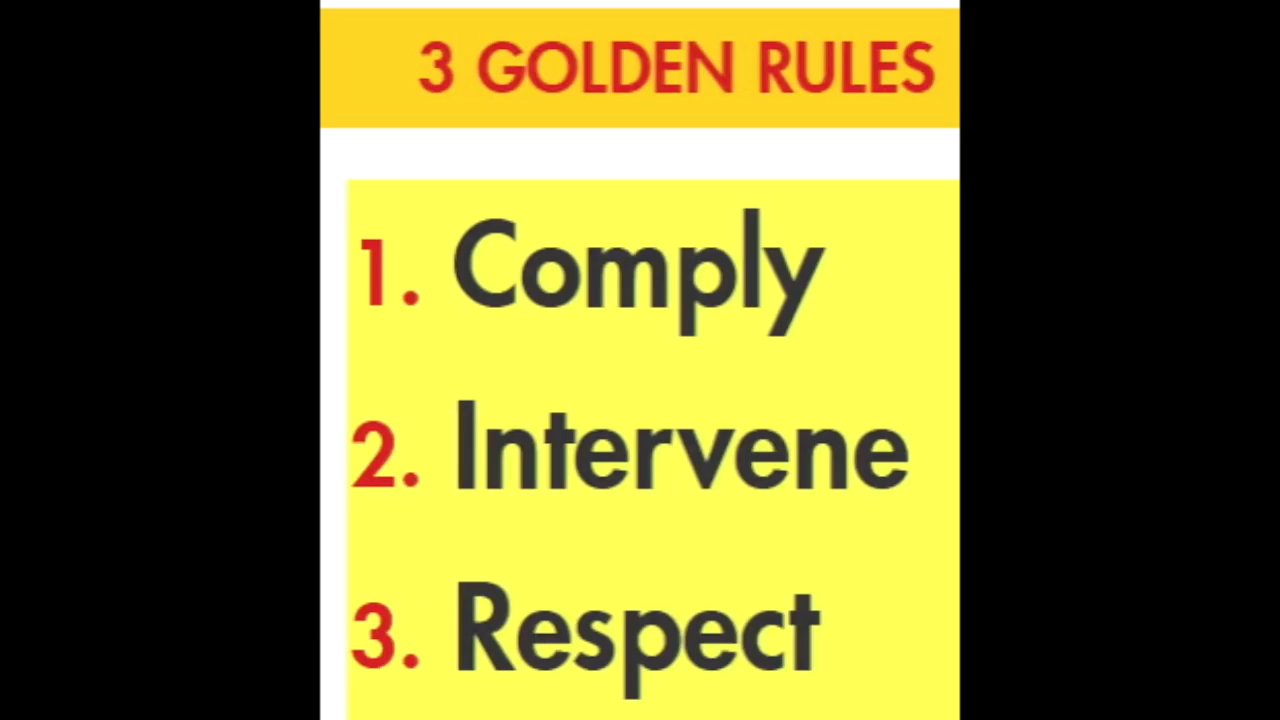 3 GOLDEN RULES
1. Comply
2. Intervene
3. Respect